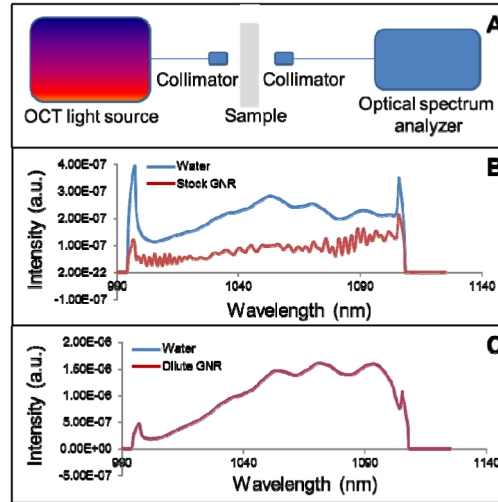 A
Collimator
Collimator
OCT light source
Sample
Optical spectrum
analyzer
B
4.00E-07
3.00E-07
2.00E-07
1.00E-07
2.00E-22
-1.00E-07
Intensity (a.u.)
Water
Stock GNR
990
1040
1090
1140
Wavelength (nm)
C
2.00E-06
1.50E-06
1.00E-06
5.00E-07
0.00E+00
-5.00E-07
Intensity (a.u.)
Water
Dilute GNR
990
1040
1090
1140
Wavelength (nm)